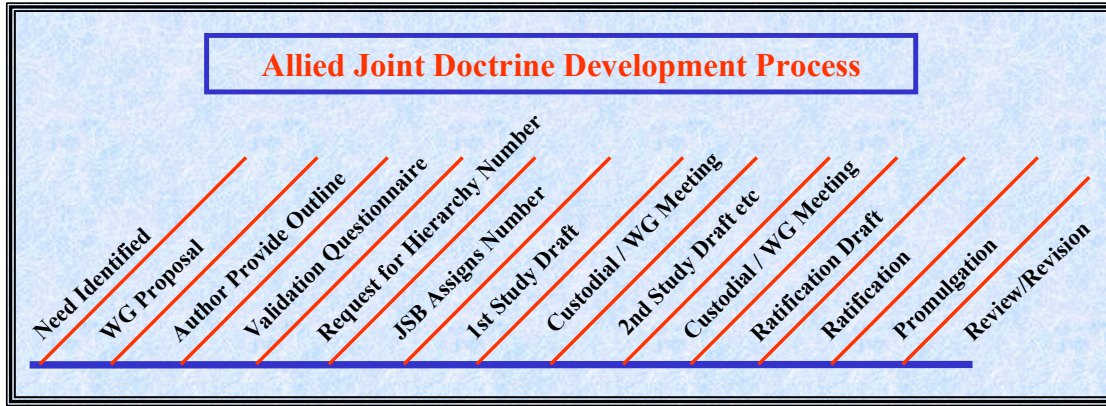 Allied Joint Doctrine Development Process
Need Identified
WG Proposal
Author Provide Outline
Validation Questionnaire
Request for Hierarchy Number
JSB Assigns Number
1st Study Draft
Custodial / WG Meeting
2nd Study Draft etc
Custodial / WG Meeting
Ratification Draft
Ratification
Promulgation
Review/Revision